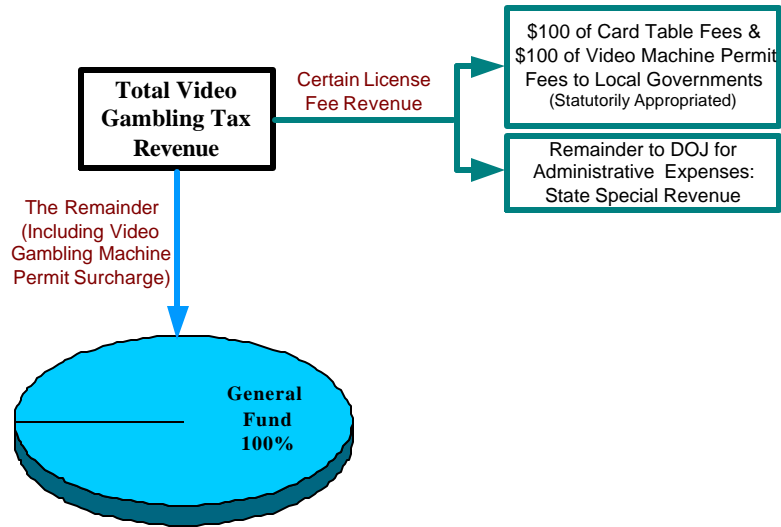 Total Video
Gambling Tax
Revenue
Certain License
Fee Revenue
$100 of Card Table Fees &
$100 of Video Machine Permit
Fees to Local Governments
(Statutorily Appropriated)
Remainder to DOJ for
Administrative Expenses:
State Special Revenue
The Remainder
(Including Video
Gambling Machine
Permit Surcharge)
General
Fund
100%